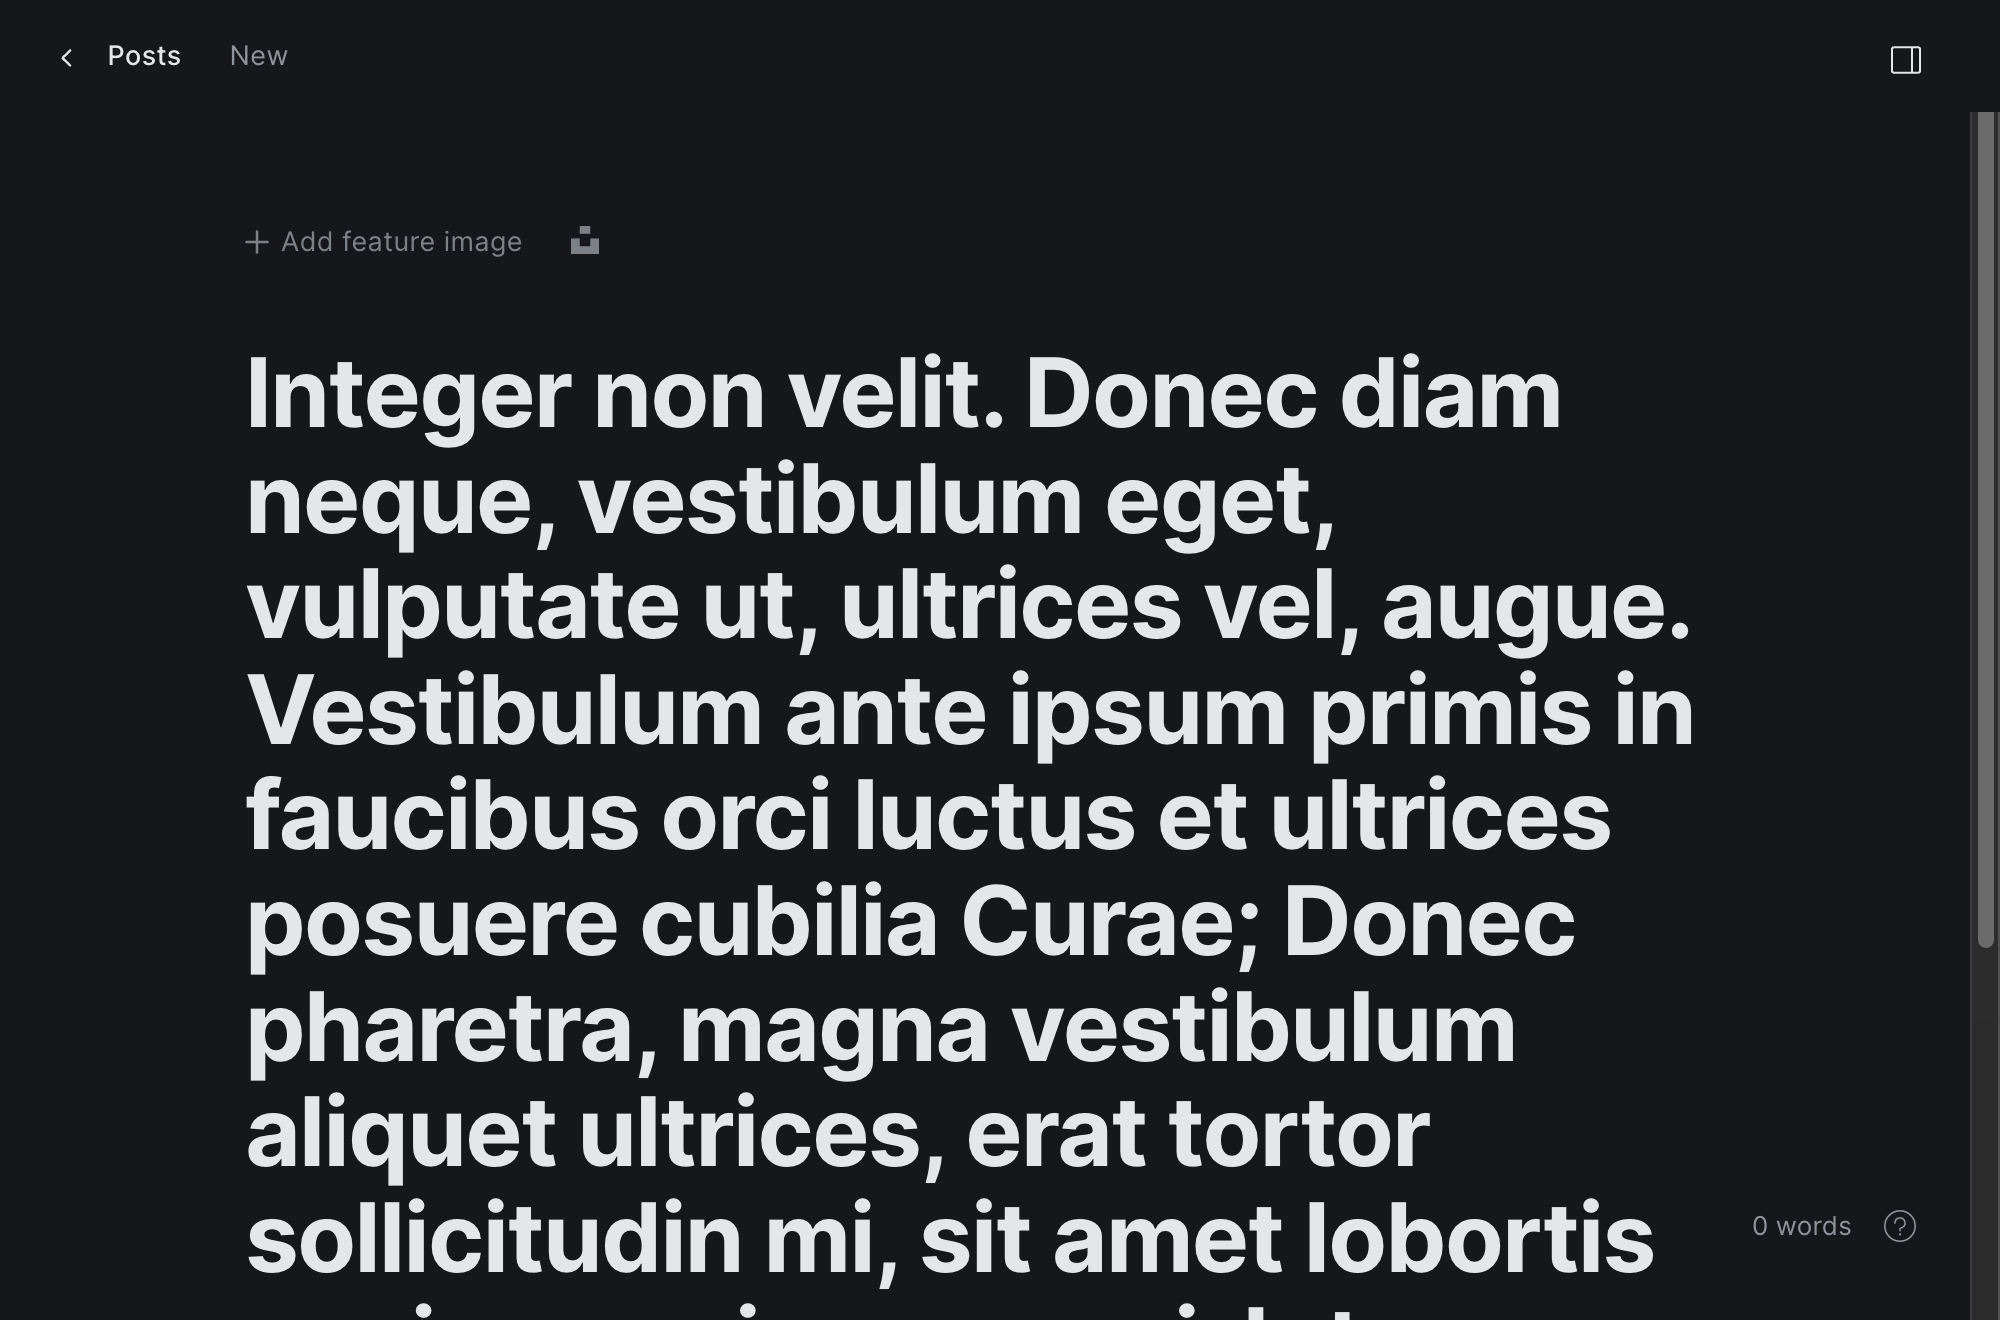 Posts
New
Add feature image
Integer non velit. Donec diam
neque, vestibulum eget,
vulputate ut, ultrices vel, augue.
Vestibulum ante ipsum primis in
faucibus orci luctus et ultrices
posuere cubilia Curae; Donec
pharetra, magna vestibulum
aliquet ultrices, erat tortor
sollicitudin mi, sit amet lobortis
0 words